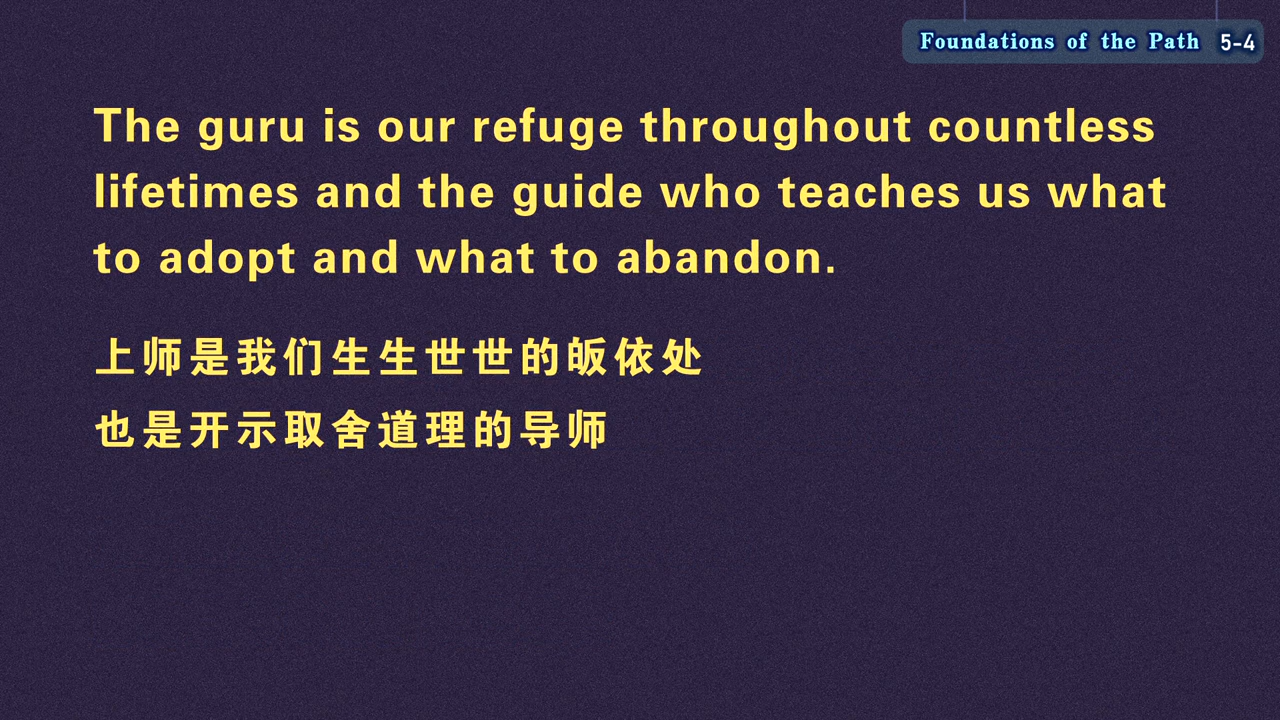 Foundations of the Path 5-4
The guru is our refuge throughout countless
lifetimes and the guide who teaches us what
to adopt and what to abandon.
上师是我们生生世世的皈依处
也是开示取舍道理的导师